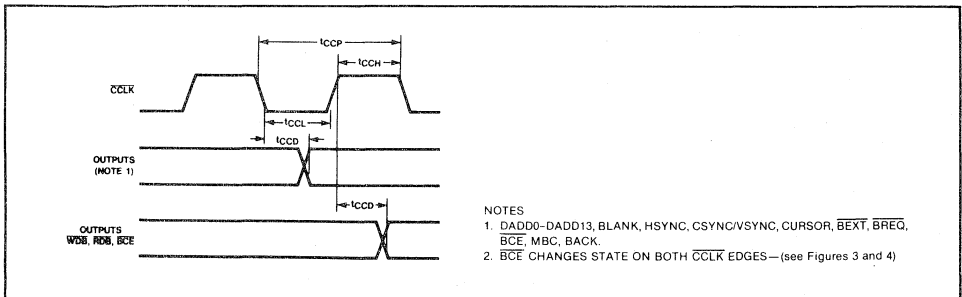 tCCP
tCCH
CCLK
tCCL
tCCD
OUTPUTS
(NOTE 1)
tCCD
OUTPUTS
WDB, RDB, BCE
NOTES
1. DADD0-DADD13, BLANK, HSYNC, CSYNC/VSYNC, CURSOR, BEXT, BREQ,
BCE, MBC, BACK.
2. BCE CHANGES STATE ON BOTH CCLK EDGES—(see Figures 3 and 4)